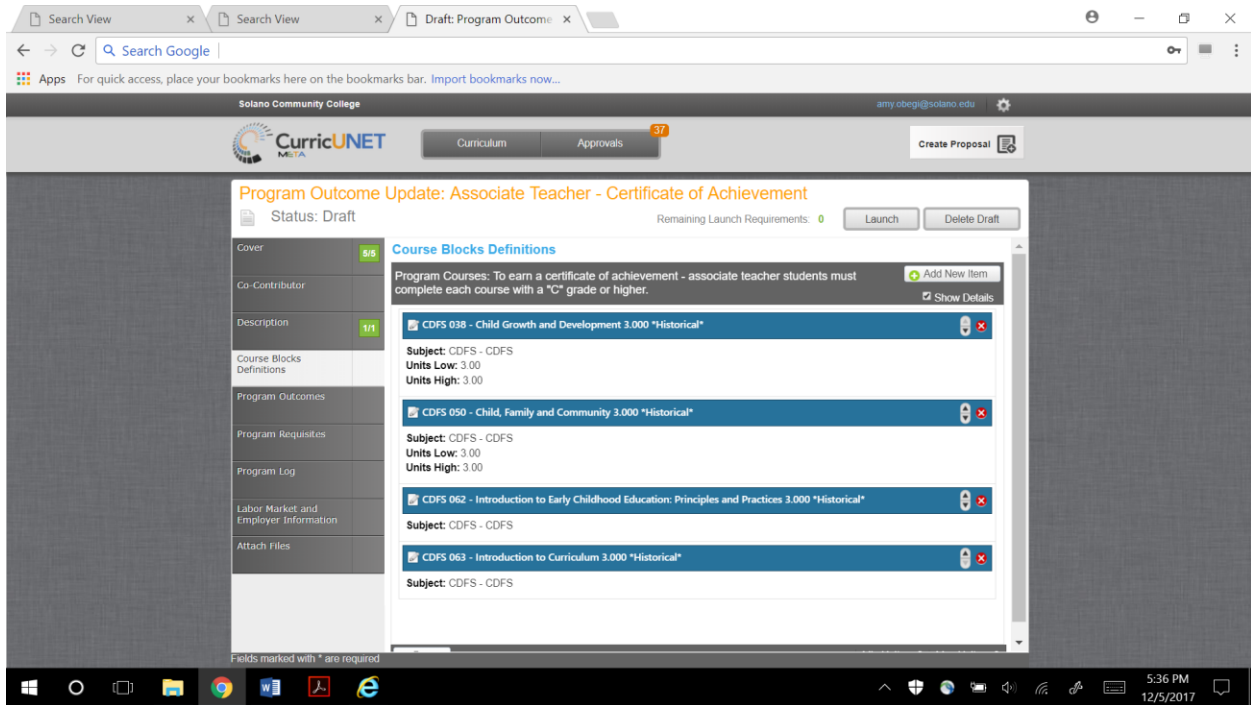 Search View
Search View
Draft: Program Outcome
Search Google
Apps For quick access, place your bookmarks here on the bookmarks bar. Import bookmarks now...
Solano Community College
amy.obegi@solano.edu
CurricUNET
META
Curriculum
Approvals
37
Create Proposal
Program Outcome Update: Associate Teacher - Certificate of Achievement
Status: Draft
Remaining Launch Requirements: 0
Launch
Delete Draft
Cover
5/5
Co-Contributor
Description
1/1
Course Blocks
Definitions
Program Outcomes
Program Requisites
Program Log
Labor Market and
Employer Information
Attach Files
Course Blocks Definitions
Program Courses: To earn a certificate of achievement - associate teacher students must
complete each course with a "C" grade or higher.
Add New Item
Show Details
CDFS 038 - Child Growth and Development 3.000 *Historical*
Subject: CDFS - CDFS
Units Low: 3.00
Units High: 3.00
CDFS 050 - Child, Family and Community 3.000 *Historical*
Subject: CDFS - CDFS
Units Low: 3.00
Units High: 3.00
CDFS 062 - Introduction to Early Childhood Education: Principles and Practices 3.000 *Historical*
Subject: CDFS - CDFS
CDFS 063 - Introduction to Curriculum 3.000 *Historical*
Subject: CDFS - CDFS
Fields marked with * are required
5:36 PM
12/5/2017